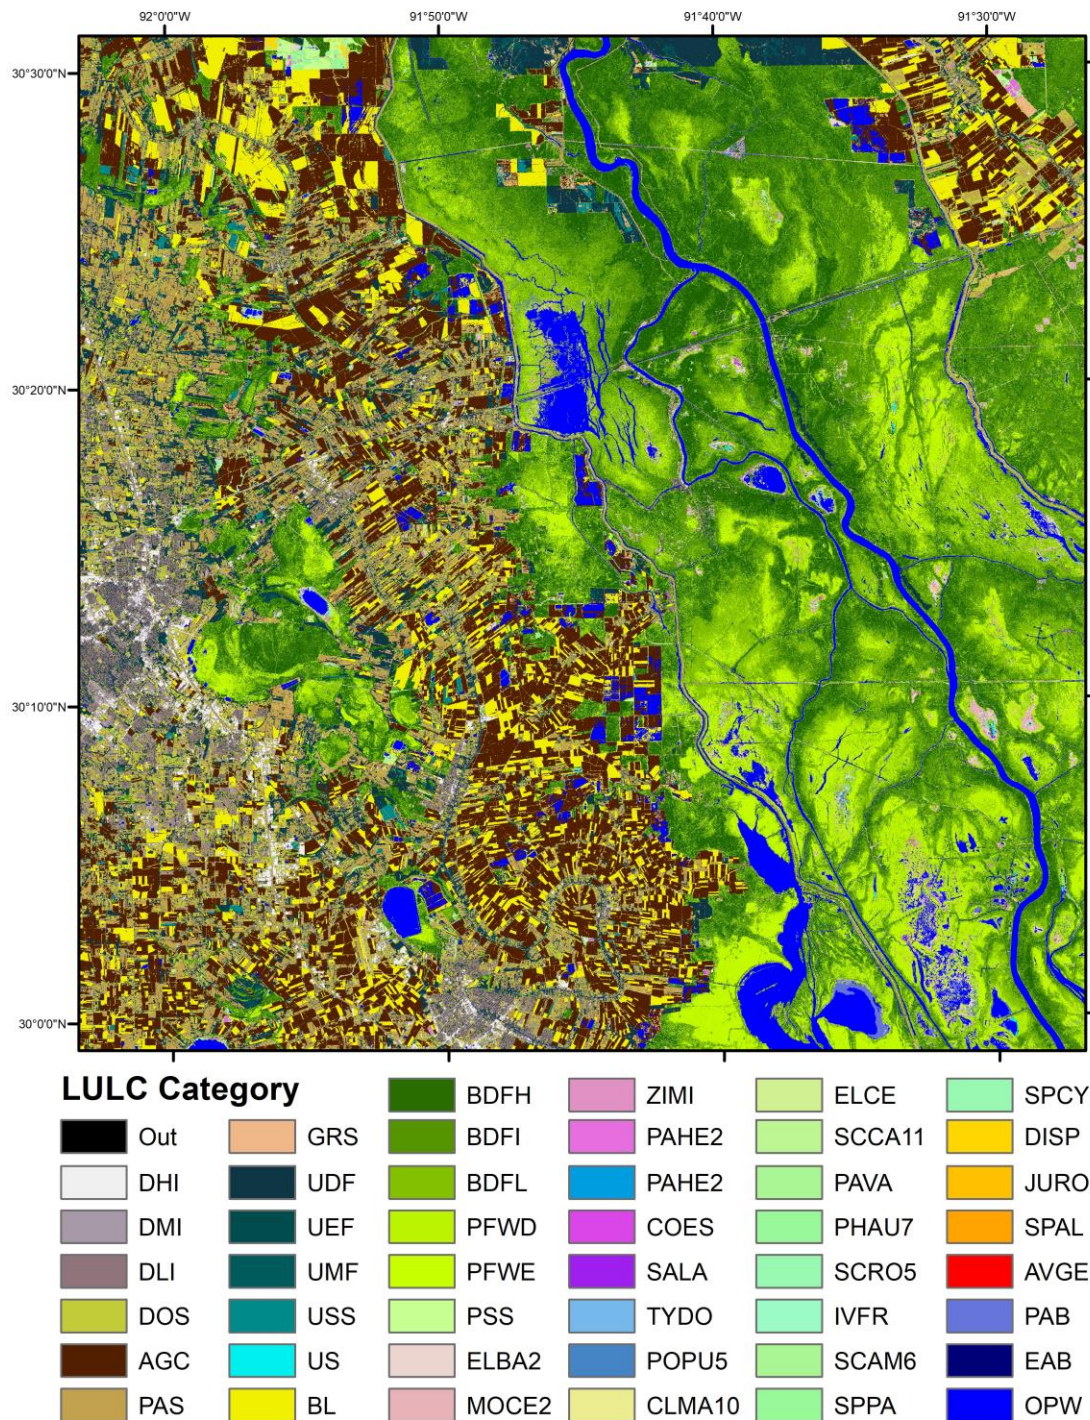 92°0'0"W 91°50'0"W 91°40'0"W 91°30'0"W
30°30'0"N
30°20'0"N
30°10'0"N
30°0'0"N
LULC Category
Out
DHI
DMI
DLI
DOS
AGC
PAS
GRS
UDF
UEF
UMF
USS
US
BL
BDFH
BDFI
BDFL
PFWD
PFWE
PSS
ELBA2
MOCE2
ZIMI
PAHE2
PAHE2
COES
SALA
TYDO
POPU5
CLMA10
ELCE
SCCA11
PAVA
PHAU7
SCRO5
IVFR
SCAM6
SPPA
SPCY
DISP
JURO
SPAL
AVGE
PAB
EAB
OPW